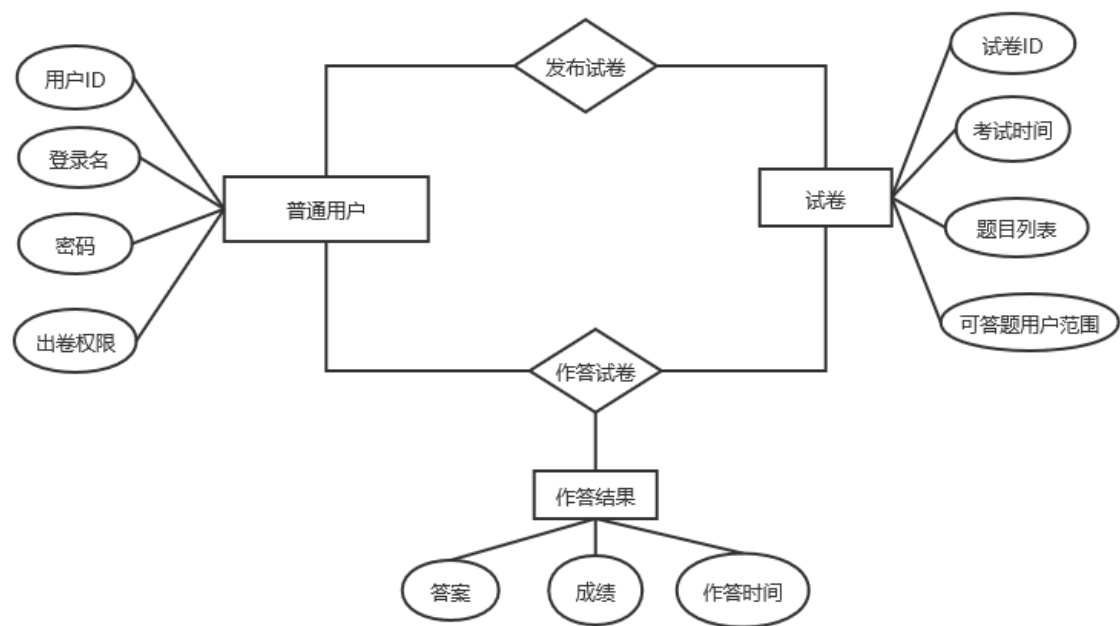 发布试卷
用户ID
登录名
密码
出卷权限
普通用户
试卷
试卷ID
考试时间
题目列表
可答题用户范围
作答试卷
作答结果
答案
成绩
作答时间